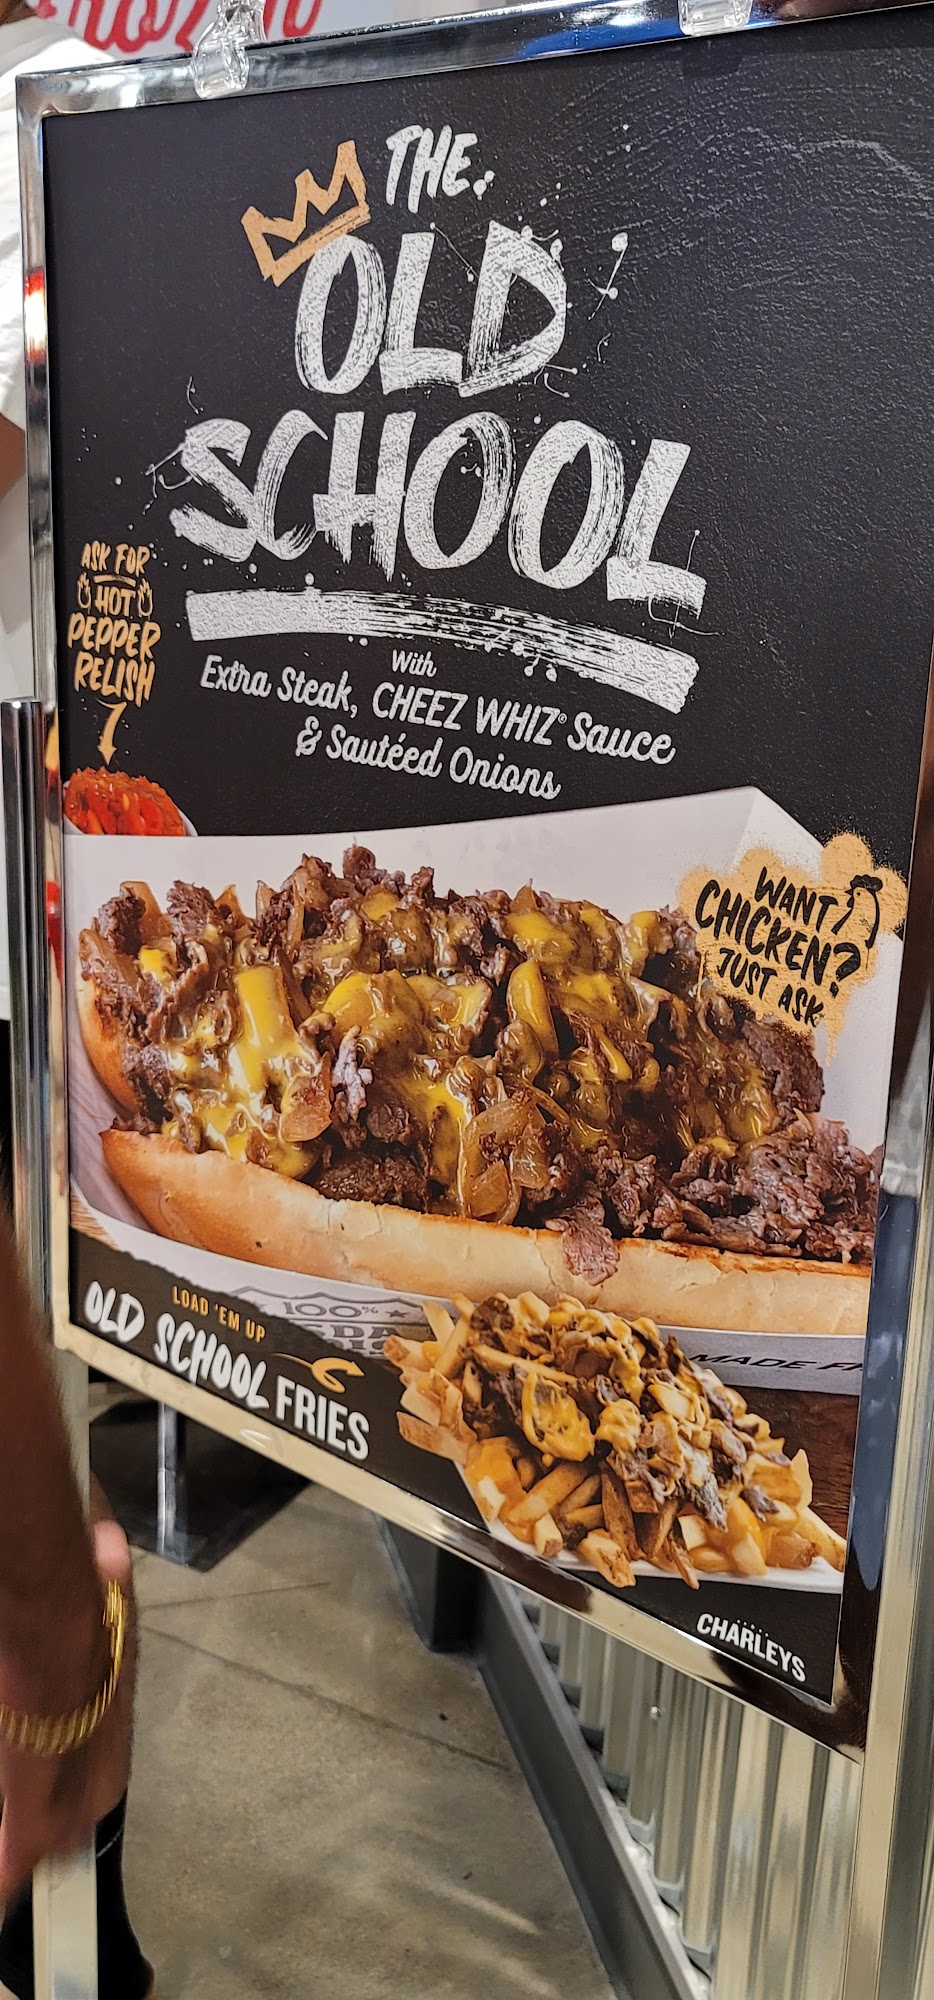 THE
OLD
SCHOOL
With
Extra Steak, CHEEZ WHIZ® Sauce
& Sautéed Onions
ASK FOR
HOT
PEPPER
RELISH
WANT
CHICKEN?
JUST ASK
100%
MADE
LOAD 'EM UP
OLD SCHOOL FRIES
CHARLEYS